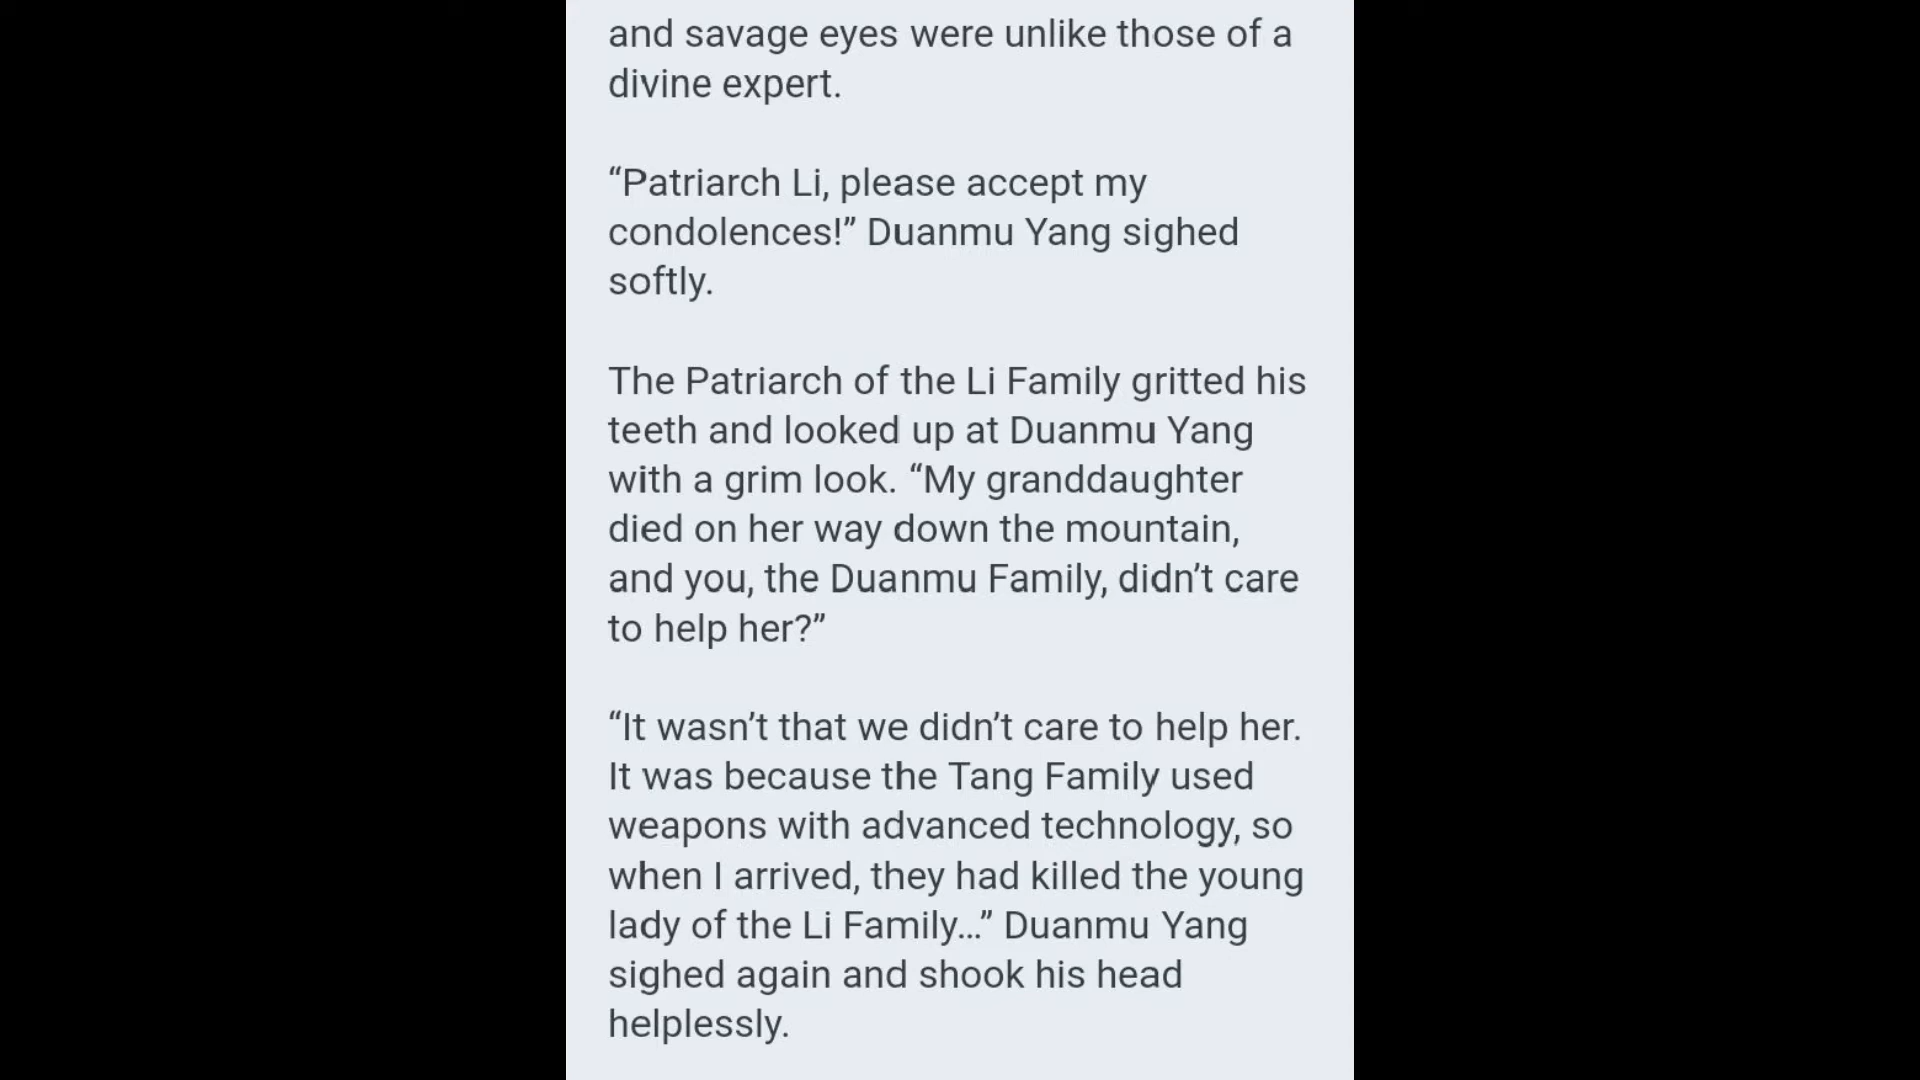 and savage eyes were unlike those of a
divine expert.
“Patriarch Li, please accept my
condolences!” Duanmu Yang sighed
softly.
The Patriarch of the Li Family gritted his
teeth and looked up at Duanmu Yang
with a grim look. “My granddaughter
died on her way down the mountain,
and you, the Duanmu Family, didn’t care
to help her?”
“It wasn’t that we didn’t care to help her.
It was because the Tang Family used
weapons with advanced technology, so
when I arrived, they had killed the young
lady of the Li Family…” Duanmu Yang
sighed again and shook his head
helplessly.